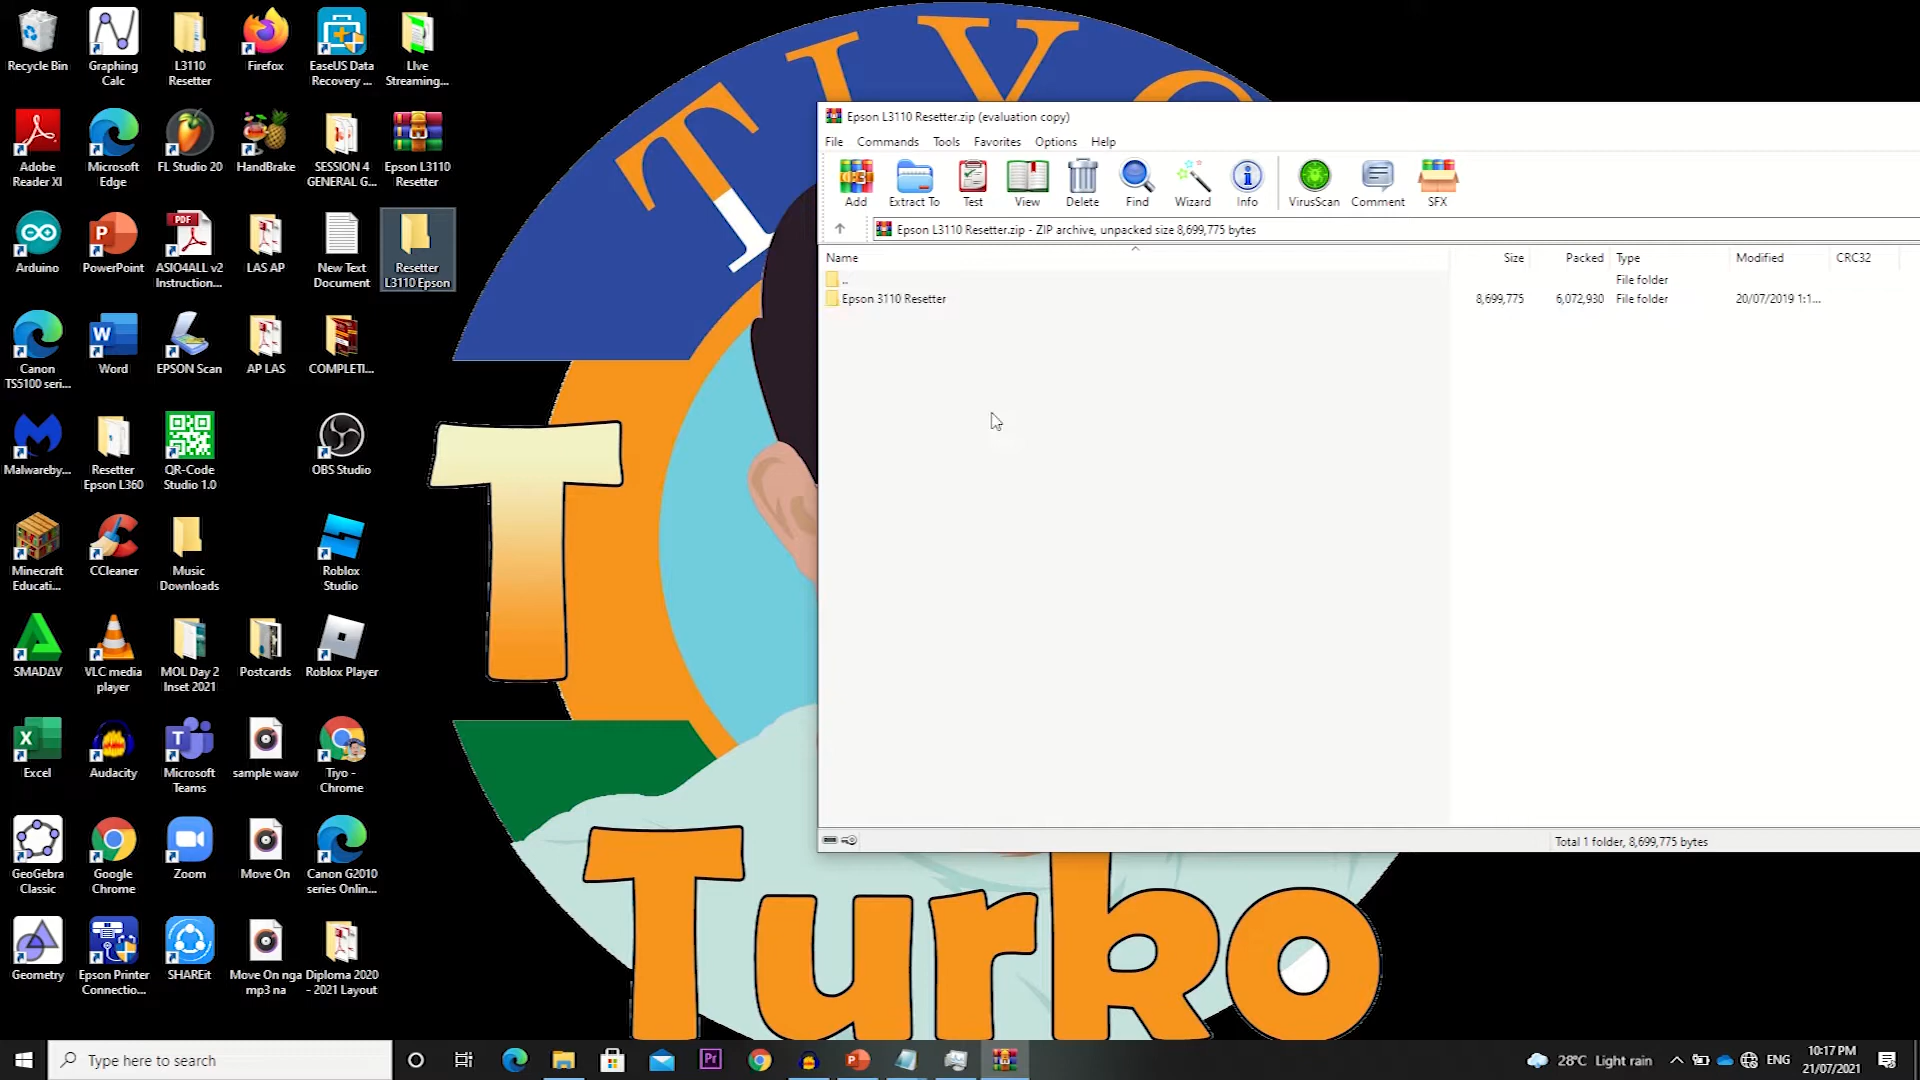 Recycle Bin
Graphing
Calc
L3110
Resetter
Firefox
EaseUS Data
Recovery ...
LIve
Streaming...
Adobe
Reader XI
Microsoft
Edge
FL Studio 20
HandBrake
SESSION 4
GENERAL G...
Epson L3110
Resetter
Arduino
PowerPoint
PDF
ASIO4ALL v2
Instruction...
LAS AP
New Text
Document
Resetter
L3110 Epson
Canon
TS5100 seri...
Word
EPSON Scan
AP LAS
COMPLETI...
Malwareby...
Resetter
Epson L360
QR-Code
Studio 1.0
OBS Studio
Minecraft
Educati...
CCleaner
Music
Downloads
Roblox
Studio
SMADAV
VLC media
player
MOL Day 2
Inset 2021
Postcards
Roblox Player
Excel
Audacity
Microsoft
Teams
sample waw
Tiyo -
Chrome
GeoGebra
Classic
Google
Chrome
Zoom
Move On
Canon G2010
series Onlin...
Geometry
Epson Printer
Connectio...
SHAREit
Move On nga
mp3 na
Diploma 2020
- 2021 Layout
TIYO
T
Turko
Epson L3110 Resetter.zip (evaluation copy)
File Commands Tools Favorites Options Help
Add Extract To Test View Delete Find Wizard Info VirusScan Comment SFX
Epson L3110 Resetter.zip - ZIP archive, unpacked size 8,699,775 bytes
Name Size Packed Type Modified CRC32
.. File folder
Epson 3110 Resetter 8,699,775 6,072,930 File folder 20/07/2019 1:1...
Total 1 folder, 8,699,775 bytes
Type here to search
28°C Light rain
ENG
10:17 PM
21/07/2021